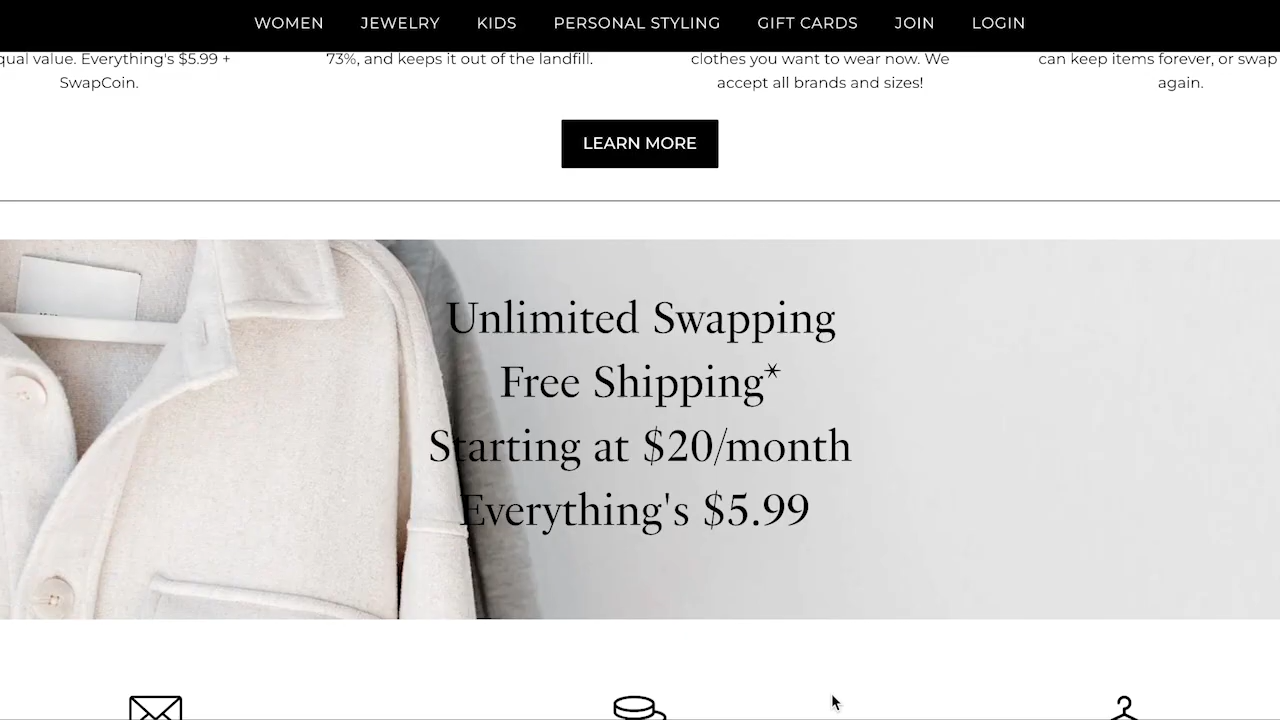 WOMEN JEWELRY KIDS PERSONAL STYLING GIFT CARDS JOIN LOGIN
value. Everything's $5.99 +
SwapCoin.
73%, and keeps it out of the landfill.
clothes you want to wear now. We
accept all brands and sizes!
can keep items forever, or swap
again.
LEARN MORE
Unlimited Swapping
Free Shipping*
Starting at $20/month
Everything's $5.99